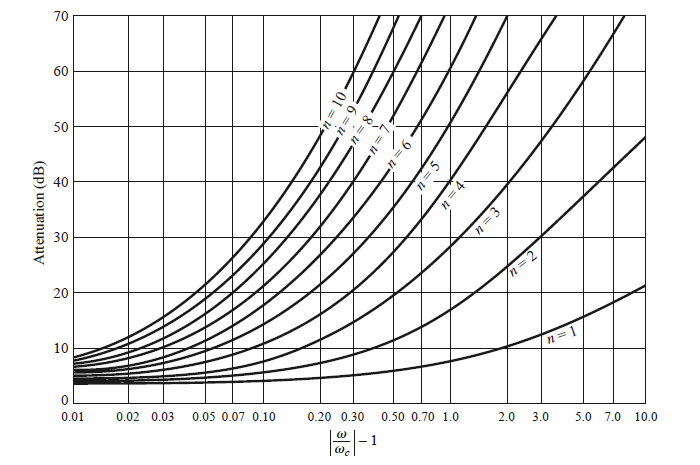 70
60
50
40
30
20
10
0
Attenuation (dB)
n = 10
n = 9
n = 8
n = 7
n = 6
n = 5
n = 4
n = 3
n = 2
n = 1
0.01 0.02 0.03 0.05 0.07 0.10 0.20 0.30 0.50 0.70 1.0 2.0 3.0 5.0 7.0 10.0
|ω/ω_c| − 1